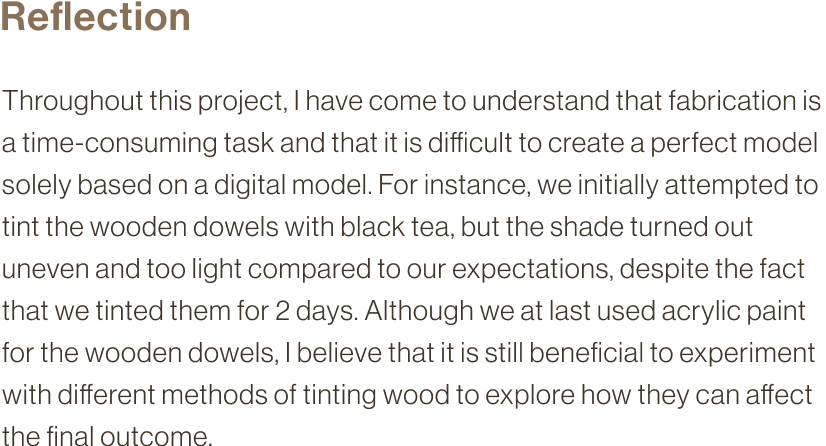 Reflection
Throughout this project, I have come to understand that fabrication is
a time-consuming task and that it is difficult to create a perfect model
solely based on a digital model. For instance, we initially attempted to
tint the wooden dowels with black tea, but the shade turned out
uneven and too light compared to our expectations, despite the fact
that we tinted them for 2 days. Although we at last used acrylic paint
for the wooden dowels, I believe that it is still beneficial to experiment
with different methods of tinting wood to explore how they can affect
the final outcome.